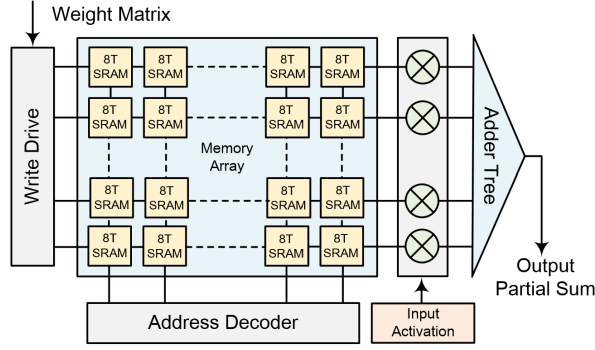 Weight Matrix
Write Drive
8T
SRAM
8T
SRAM
8T
SRAM
8T
SRAM
8T
SRAM
8T
SRAM
8T
SRAM
8T
SRAM
Memory
Array
8T
SRAM
8T
SRAM
8T
SRAM
8T
SRAM
8T
SRAM
8T
SRAM
8T
SRAM
8T
SRAM
Adder Tree
Output
Partial Sum
Address Decoder
Input
Activation